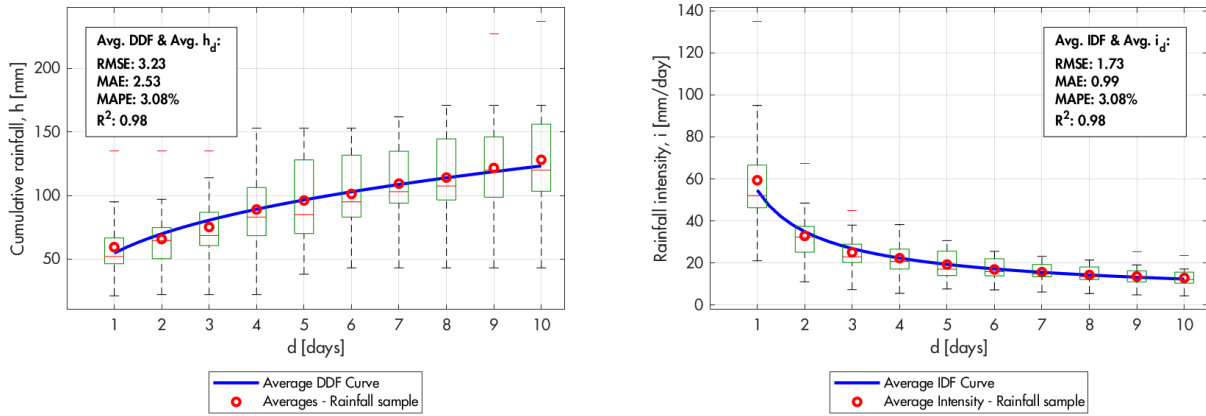 Avg. DDF & Avg. h_d:
RMSE: 3.23
MAE: 2.53
MAPE: 3.08%
R²: 0.98
200
150
100
50
Cumulative rainfall, h [mm]
1 2 3 4 5 6 7 8 9 10
d [days]
Average DDF Curve
Averages - Rainfall sample
Avg. IDF & Avg. i_d:
RMSE: 1.73
MAE: 0.99
MAPE: 3.08%
R²: 0.98
140
120
100
80
60
40
20
0
Rainfall intensity, i [mm/day]
1 2 3 4 5 6 7 8 9 10
d [days]
Average IDF Curve
Average Intensity - Rainfall sample